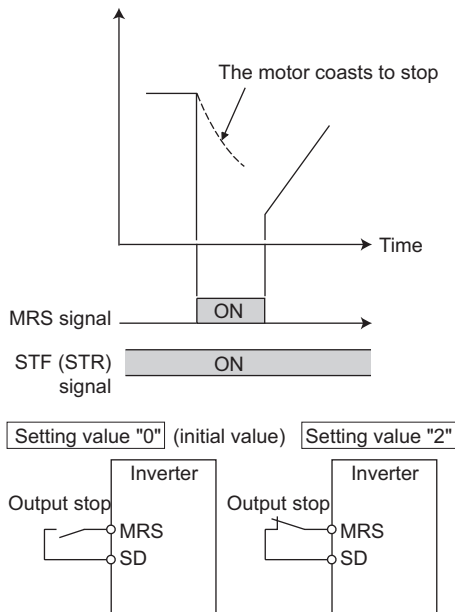 The motor coasts to stop
Time
MRS signal
ON
STF (STR)
signal
ON
Setting value "0" (initial value) Setting value "2"
Inverter
Output stop
MRS
SD
Inverter
Output stop
MRS
SD